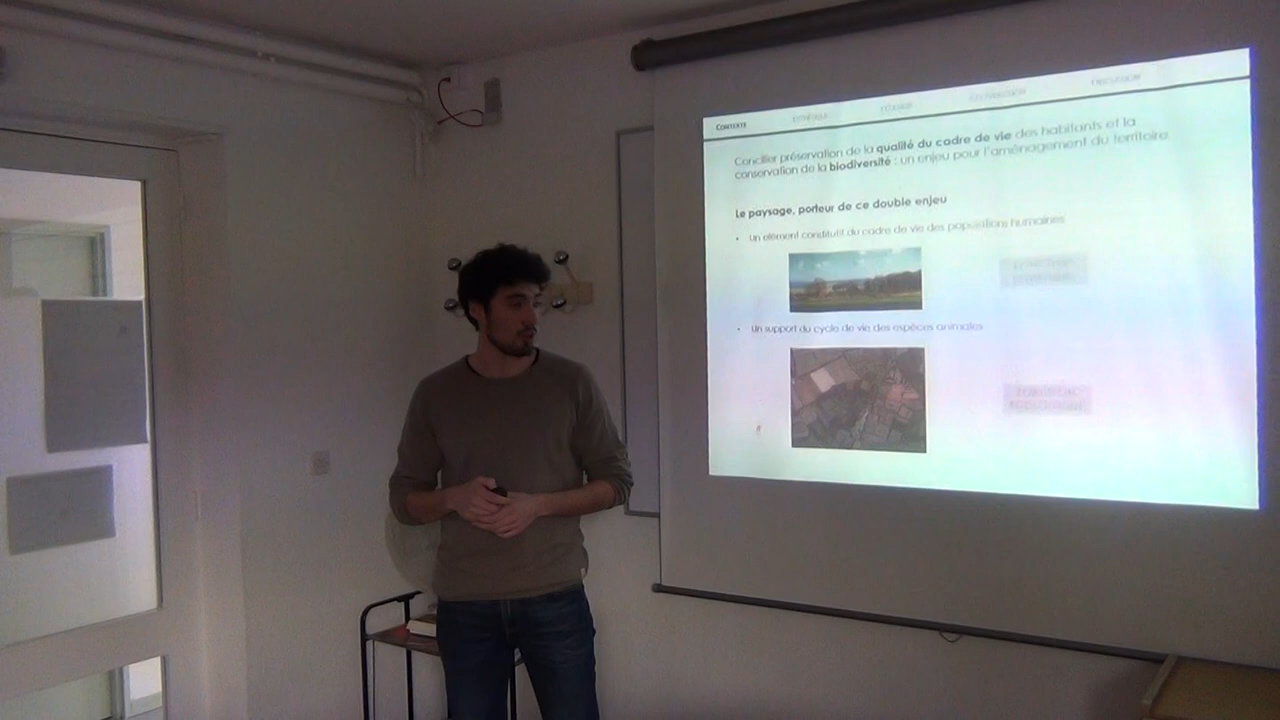 CONTEXTE
ESTHÉTIQUE
DISCUSSION
Concilier préservation de la qualité du cadre de vie des habitants et la
conservation de la biodiversité : un enjeu pour l'aménagement du territoire
Le paysage, porteur de ce double enjeu
• Un élément constitutif du cadre de vie des populations humaines
• Un support du cycle de vie des espèces animales